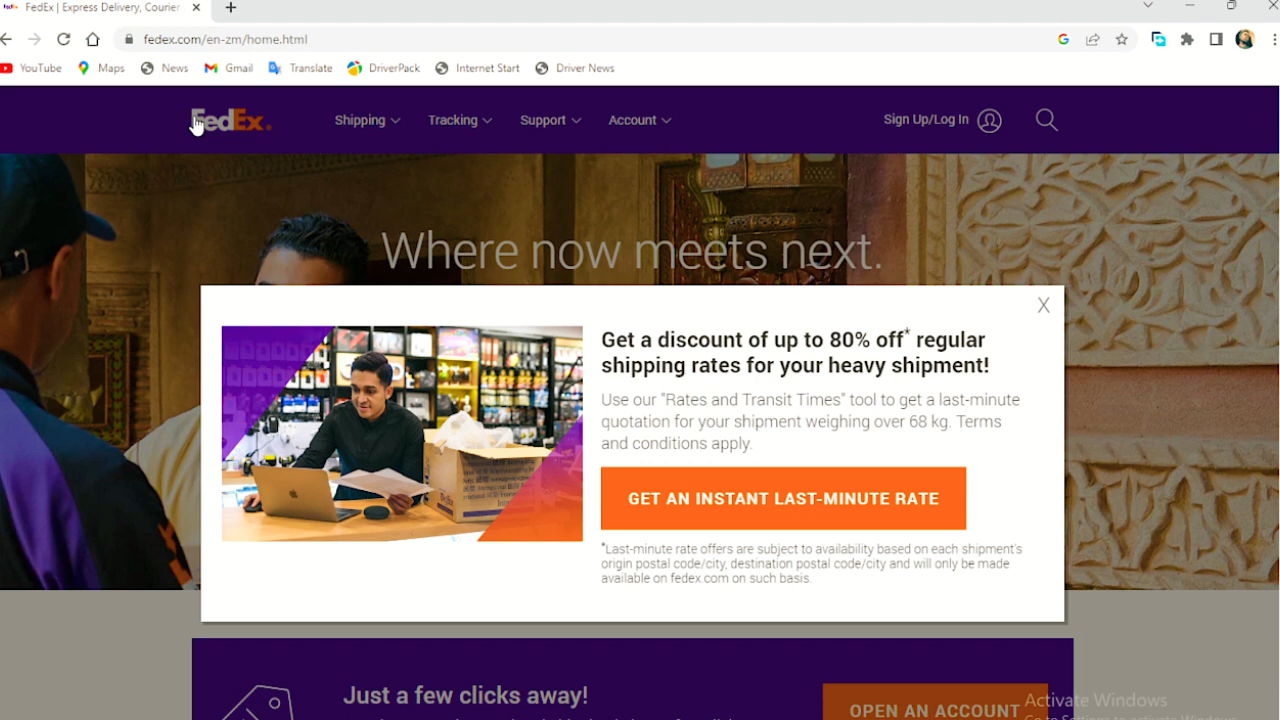 FedEx | Express Delivery, Courier
fedex.com/en-zm/home.html
YouTube Maps News Gmail Translate DriverPack Internet Start Driver News
FedEx Shipping Tracking Support Account Sign Up/Log In
Where now meets next.
X
Get a discount of up to 80% off* regular
shipping rates for your heavy shipment!
Use our "Rates and Transit Times" tool to get a last-minute
quotation for your shipment weighing over 68 kg. Terms
and conditions apply.
GET AN INSTANT LAST-MINUTE RATE
*Last-minute rate offers are subject to availability based on each shipment's
origin postal code/city, destination postal code/city and will only be made
available on fedex.com on such basis.
Just a few clicks away!
OPEN AN ACCOUNT
Activate Windows